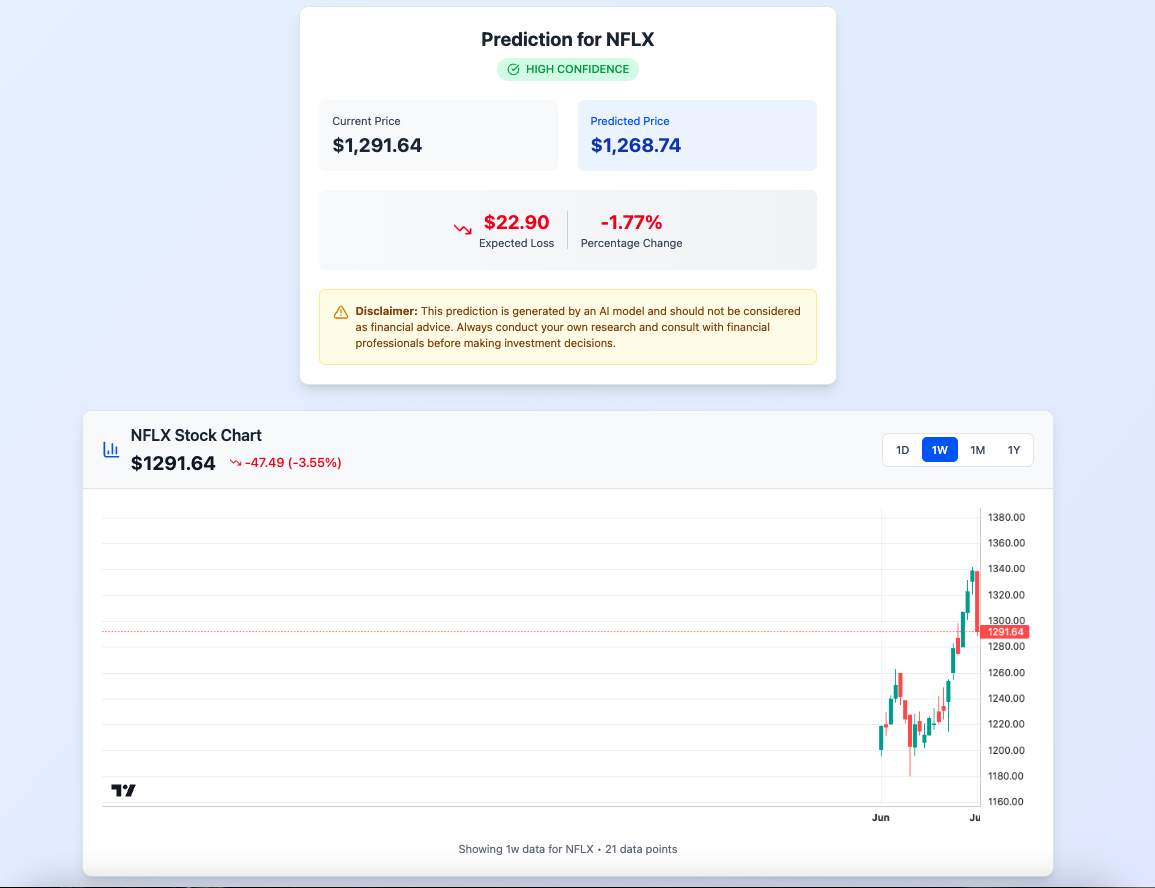 Prediction for NFLX
HIGH CONFIDENCE
Current Price
$1,291.64
Predicted Price
$1,268.74
$22.90
Expected Loss
-1.77%
Percentage Change
Disclaimer: This prediction is generated by an AI model and should not be considered
as financial advice. Always conduct your own research and consult with financial
professionals before making investment decisions.
NFLX Stock Chart
$1291.64
-47.49 (-3.55%)
1D
1W
1M
1Y
1380.00
1360.00
1340.00
1320.00
1300.00
1291.64
1280.00
1260.00
1240.00
1220.00
1200.00
1180.00
1160.00
Jun
Ju
Showing 1w data for NFLX • 21 data points